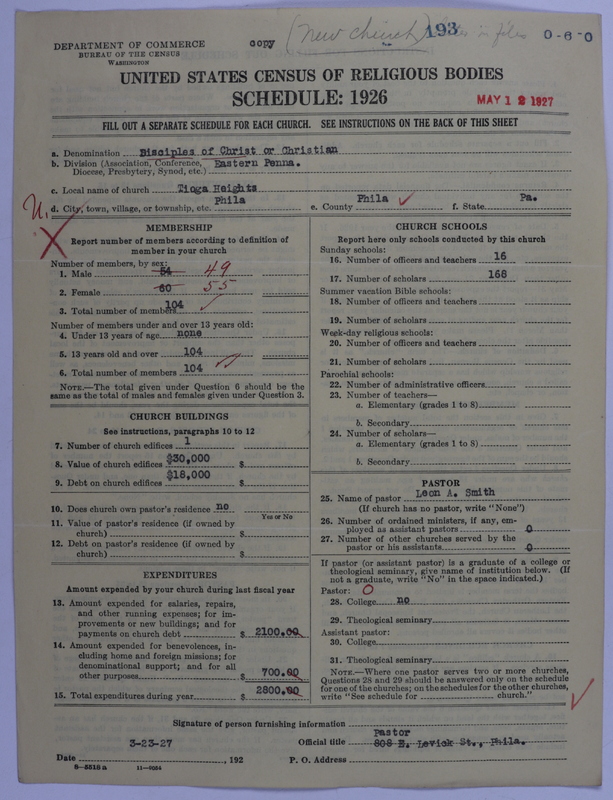 DEPARTMENT OF COMMERCE
BUREAU OF THE CENSUS
WASHINGTON
copy
(new church)
193
in files
0-6-0
UNITED STATES CENSUS OF RELIGIOUS BODIES
SCHEDULE: 1926
MAY 12 1927
FILL OUT A SEPARATE SCHEDULE FOR EACH CHURCH. SEE INSTRUCTIONS ON THE BACK OF THIS SHEET
a. Denomination Disciples of Christ or Christian
b. Division (Association, Conference, Diocese, Presbytery, Synod, etc.) Eastern Penna.
c. Local name of church Tioga Heights
d. City, town, village, or township, etc. Phila e. County Phila f. State Pa.
U.
X
MEMBERSHIP
Report number of members according to definition of
member in your church
Number of members, by sex:
1. Male 54 49
2. Female 60 55
3. Total number of members 104
Number of members under and over 13 years old:
4. Under 13 years of age none
5. 13 years old and over 104
6. Total number of members 104
NOTE.—The total given under Question 6 should be the
same as the total of males and females given under Question 3.
CHURCH BUILDINGS
See instructions, paragraphs 10 to 12
7. Number of church edifices 1
8. Value of church edifices $30,000 $
9. Debt on church edifices $18,000 $
10. Does church own pastor's residence no
Yes or No
11. Value of pastor's residence (if owned by
church) $
12. Debt on pastor's residence (if owned by
church) $
EXPENDITURES
Amount expended by your church during last fiscal year
13. Amount expended for salaries, repairs,
and other running expenses; for im-
provements or new buildings; and for
payments on church debt $ 2100.00
14. Amount expended for benevolences, in-
cluding home and foreign missions; for
denominational support; and for all
other purposes $ 700.00
15. Total expenditures during year $ 2800.00
CHURCH SCHOOLS
Report here only schools conducted by this church
Sunday schools:
16. Number of officers and teachers 16
17. Number of scholars 168
Summer vacation Bible schools:
18. Number of officers and teachers
19. Number of scholars
Week-day religious schools:
20. Number of officers and teachers
21. Number of scholars
Parochial schools:
22. Number of administrative officers
23. Number of teachers—
a. Elementary (grades 1 to 8)
b. Secondary
24. Number of scholars—
a. Elementary (grades 1 to 8)
b. Secondary
PASTOR
25. Name of pastor Leon A. Smith
(If church has no pastor, write "None")
26. Number of ordained ministers, if any, em-
ployed as assistant pastors 0
27. Number of other churches served by the
pastor or his assistants 0
If pastor (or assistant pastor) is a graduate of a college or
theological seminary, give name of institution below. (If
not a graduate, write "No" in the space indicated.)
Pastor: O
28. College no
29. Theological seminary
Assistant pastor:
30. College
31. Theological seminary
NOTE.—Where one pastor serves two or more churches,
Questions 28 and 29 should be answered only on the schedule
for one of the churches; on the schedules for the other churches,
write "See schedule for church."
Signature of person furnishing information
Official title Pastor
3-23-27
808 E. Levick St., Phila.
Date , 192 P. O. Address
8—5518 a 11—9054